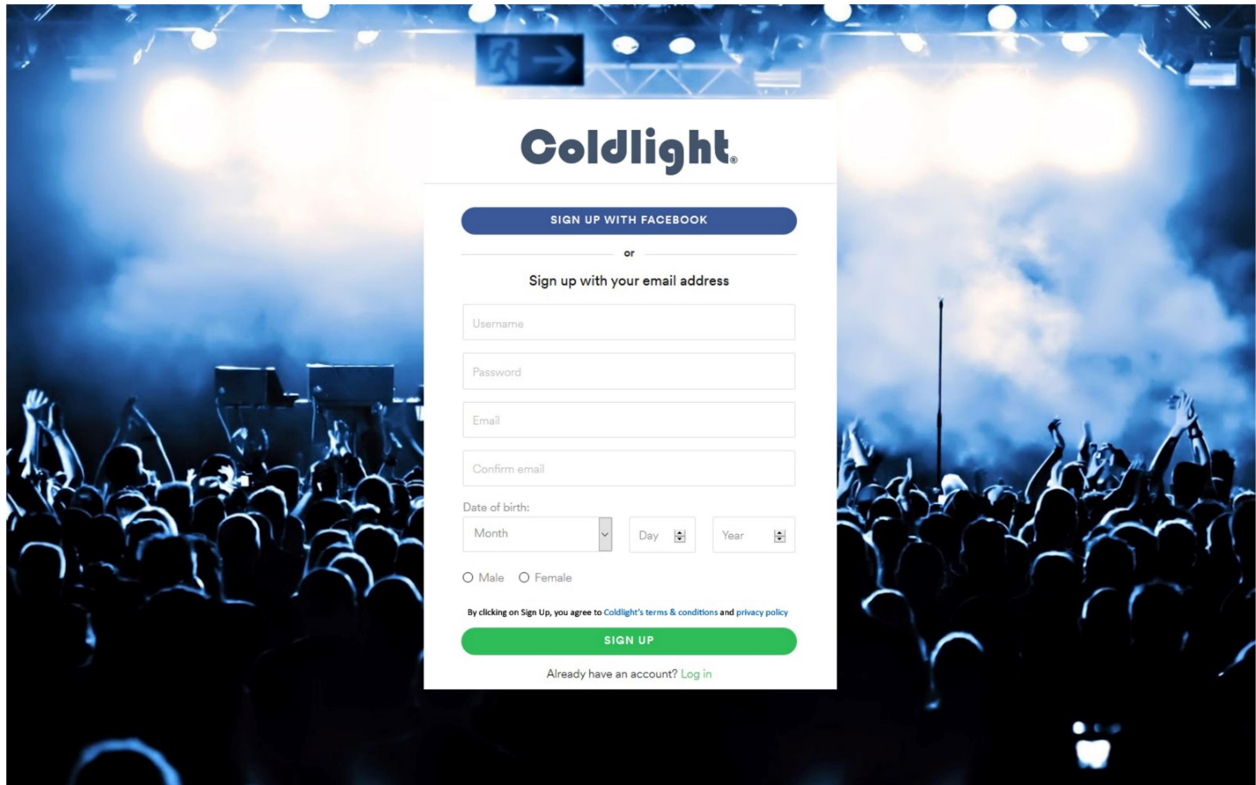 Coldlight®
SIGN UP WITH FACEBOOK
or
Sign up with your email address
Username
Password
Email
Confirm email
Date of birth:
Month Day Year
Male Female
By clicking on Sign Up, you agree to Coldlight's terms & conditions and privacy policy
SIGN UP
Already have an account? Log in